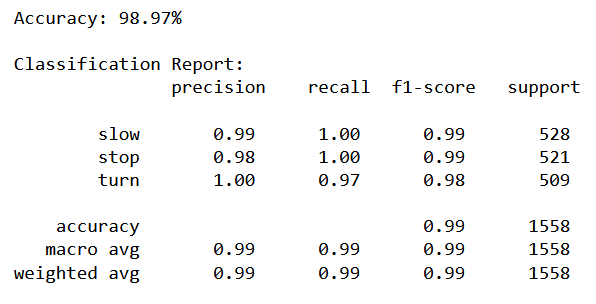 Accuracy: 98.97%
Classification Report:
precision recall f1-score support
slow 0.99 1.00 0.99 528
stop 0.98 1.00 0.99 521
turn 1.00 0.97 0.98 509
accuracy 0.99 1558
macro avg 0.99 0.99 0.99 1558
weighted avg 0.99 0.99 0.99 1558